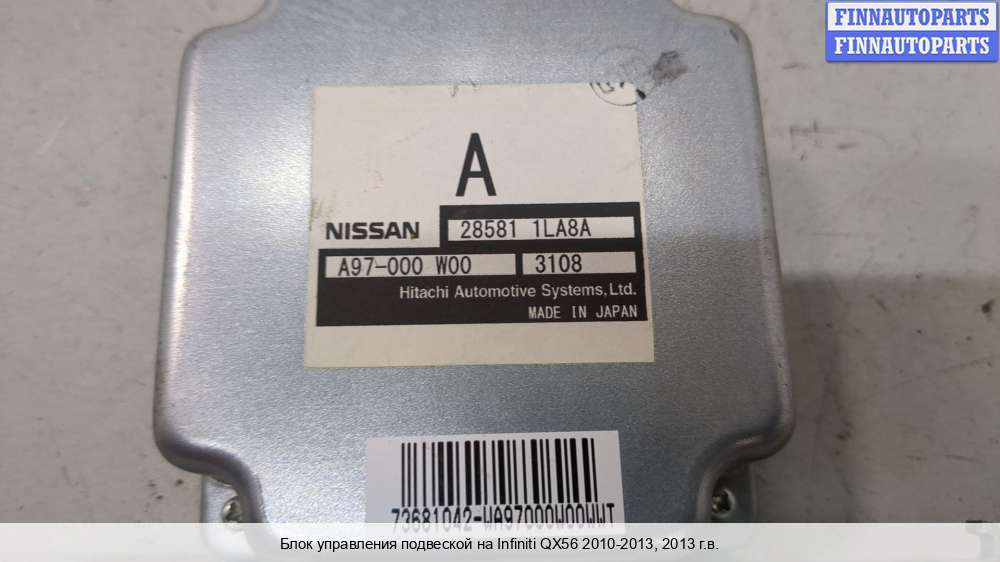 FINNAUTOPARTS
FINNAUTOPARTS
A
NISSAN 28581 1LA8A
A97-000 W00 3108
Hitachi Automotive Systems, Ltd.
MADE IN JAPAN
73681042-WA97000W00WWT
Блок управления подвеской на Infiniti QX56 2010-2013, 2013 г.в.